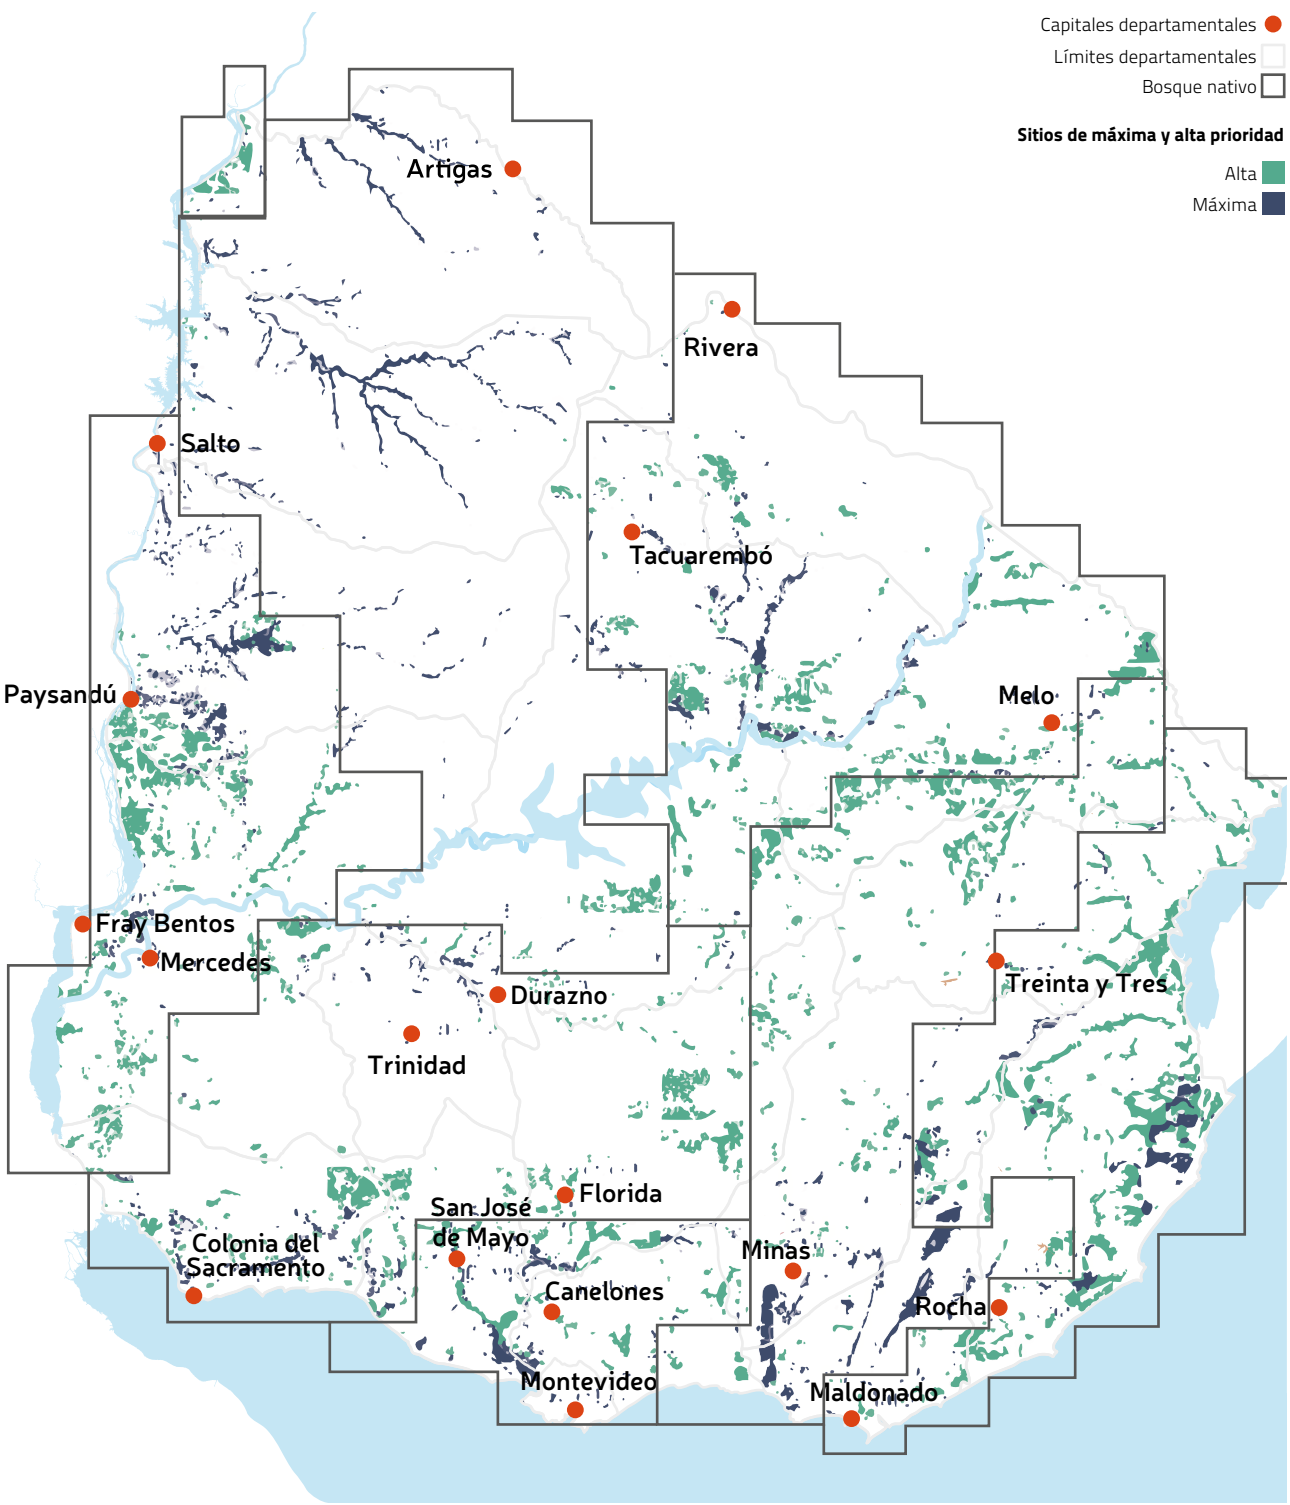 Capitales departamentales
Límites departamentales
Bosque nativo
Sitios de máxima y alta prioridad
Alta
Máxima
Artigas
Rivera
Salto
Tacuarembó
Paysandú
Melo
Fray Bentos
Mercedes
Treinta y Tres
Durazno
Trinidad
Florida
San José
de Mayo
Colonia del
Sacramento
Minas
Canelones
Rocha
Montevideo
Maldonado